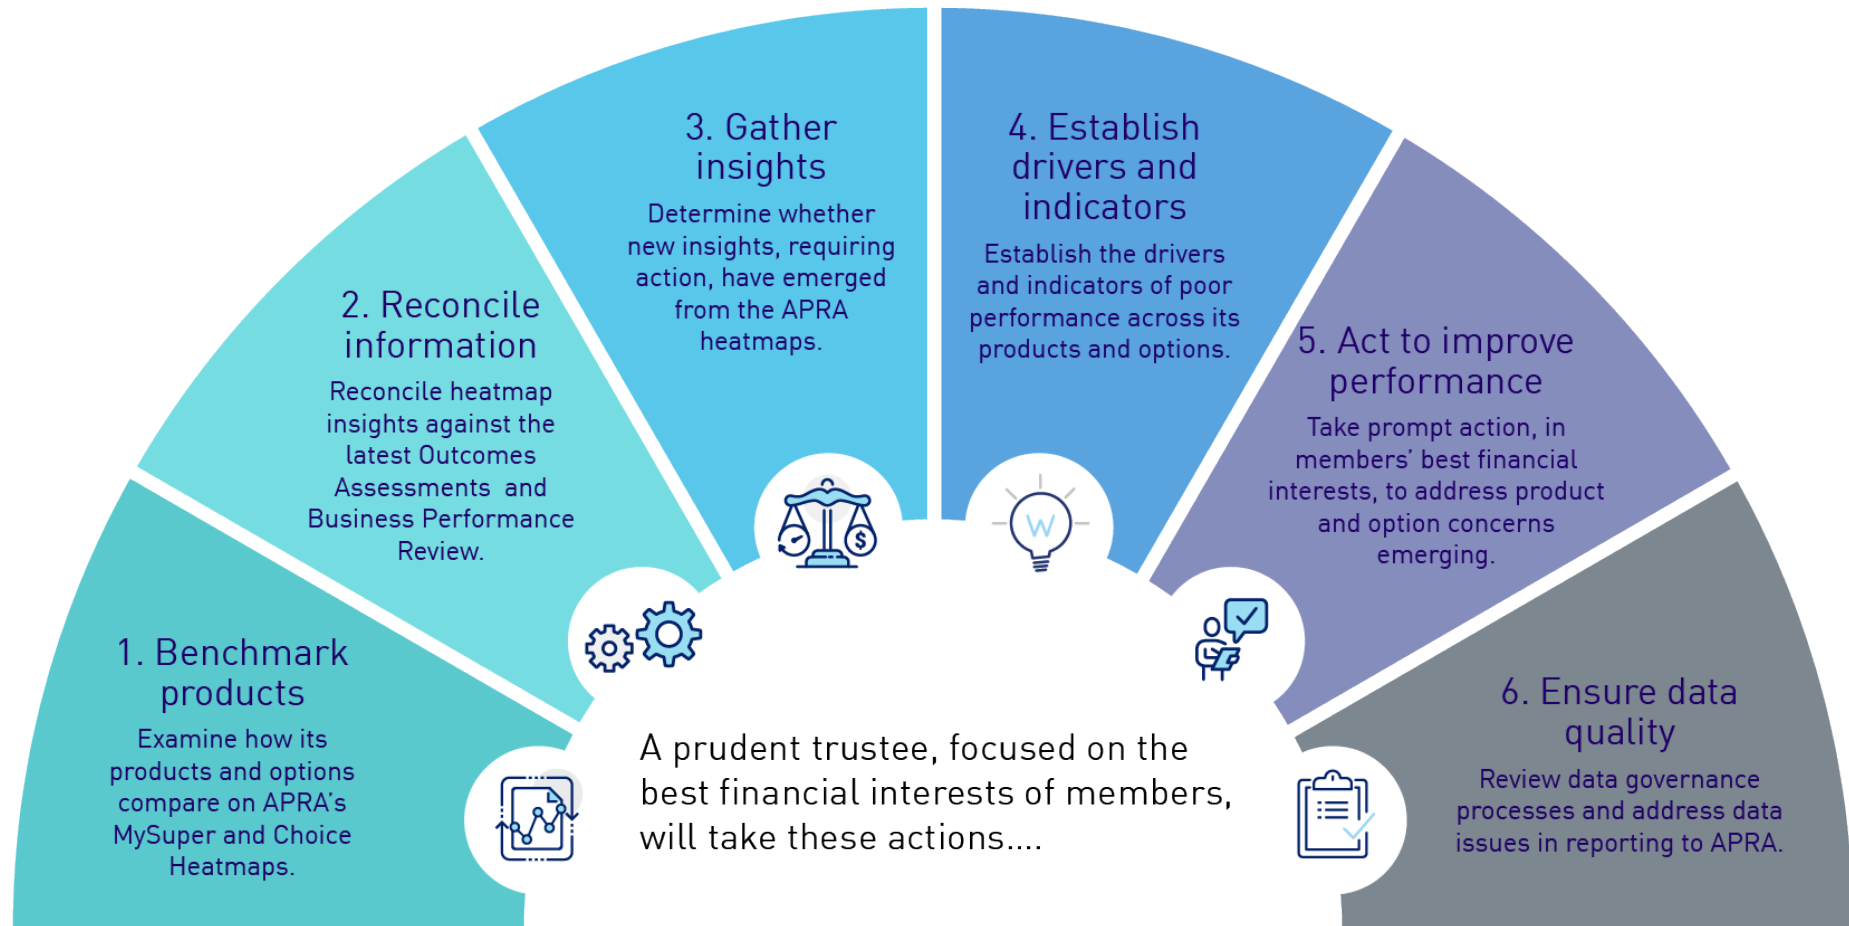 1. Benchmark
products
Examine how its
products and options
compare on APRA's
MySuper and Choice
Heatmaps.
2. Reconcile
information
Reconcile heatmap
insights against the
latest Outcomes
Assessments and
Business Performance
Review.
3. Gather
insights
Determine whether
new insights, requiring
action, have emerged
from the APRA
heatmaps.
4. Establish
drivers and
indicators
Establish the drivers
and indicators of poor
performance across its
products and options.
5. Act to improve
performance
Take prompt action, in
members’ best financial
interests, to address product
and option concerns
emerging.
6. Ensure data
quality
Review data governance
processes and address data
issues in reporting to APRA.
$
W
A prudent trustee, focused on the
best financial interests of members,
will take these actions....